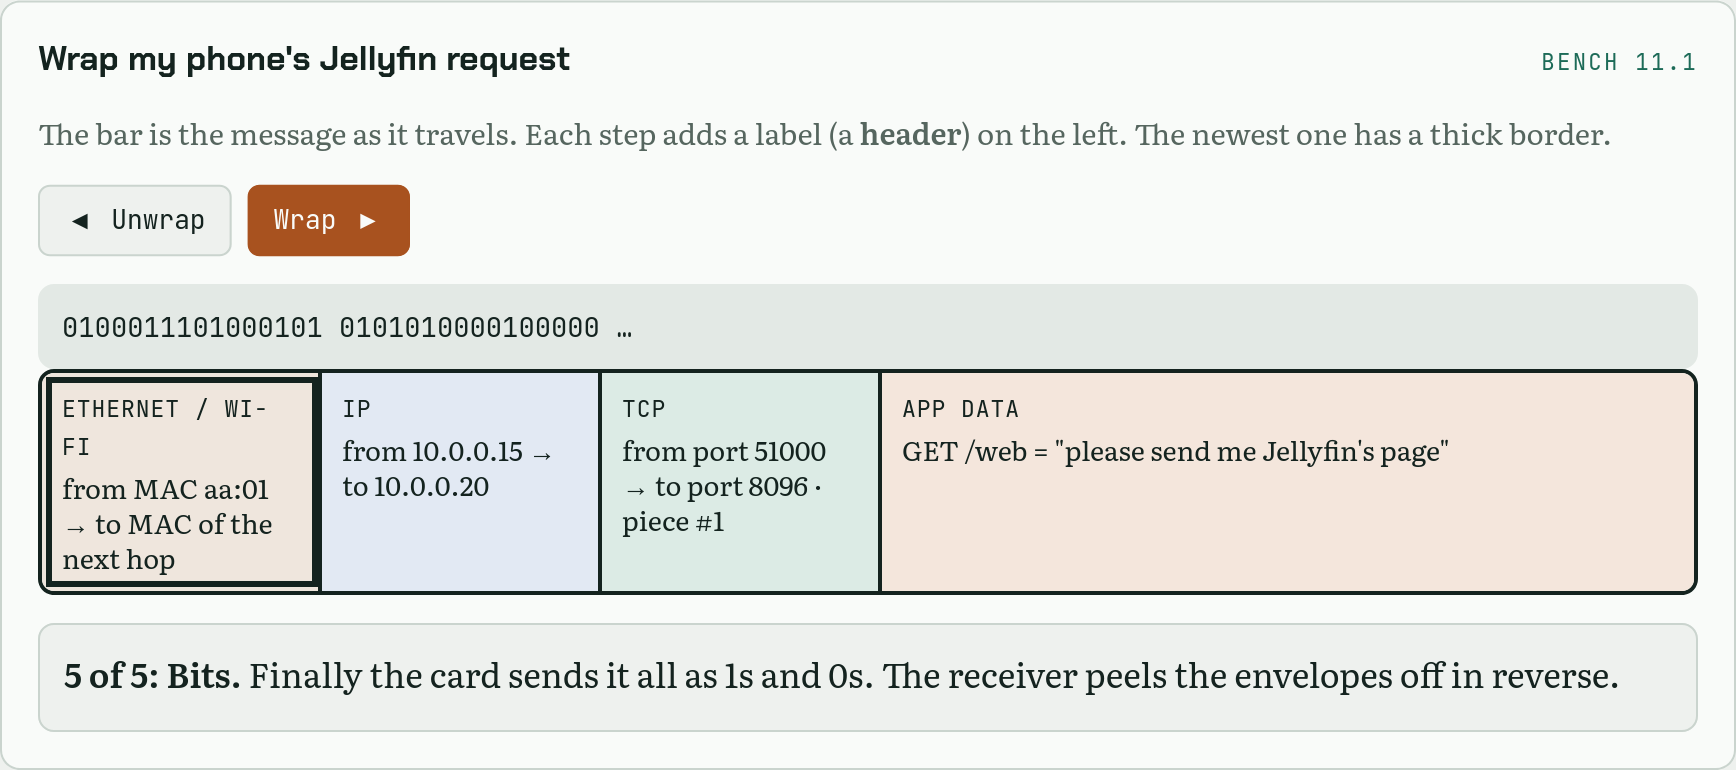 Wrap my phone's Jellyfin request
BENCH 11.1
The bar is the message as it travels. Each step adds a label (a header) on the left. The newest one has a thick border.
◄ Unwrap
Wrap ►
0100011101000101 0101010000100000 …
ETHERNET / WI-
FI
from MAC aa:01
→ to MAC of the
next hop
IP
from 10.0.0.15 →
to 10.0.0.20
TCP
from port 51000
→ to port 8096 ·
piece #1
APP DATA
GET /web = "please send me Jellyfin's page"
5 of 5: Bits. Finally the card sends it all as 1s and 0s. The receiver peels the envelopes off in reverse.